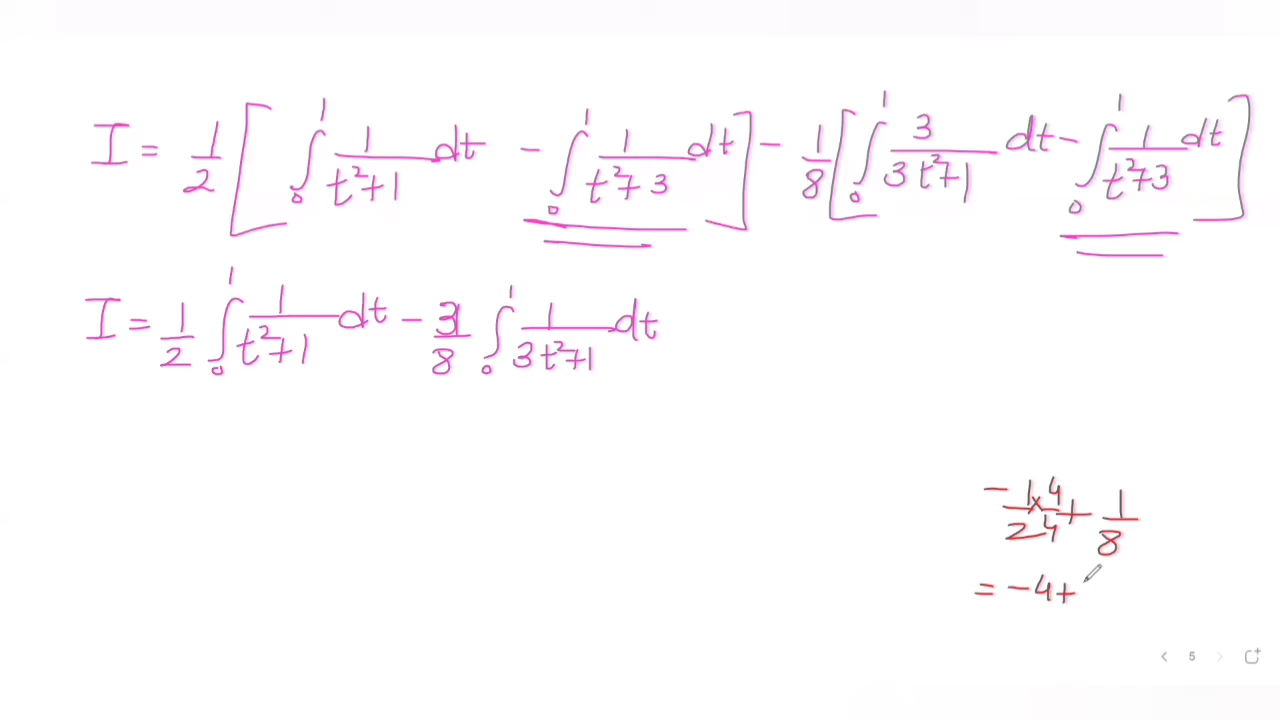 I = 1/2 [ ∫₀¹ 1/(t²+1) dt − ∫₀¹ 1/(t²+3) dt ] − 1/8 [ ∫₀¹ 3/(3t²+1) dt − ∫₀¹ 1/(t²+3) dt ]
I = 1/2 ∫₀¹ 1/(t²+1) dt − 3/8 ∫₀¹ 1/(3t²+1) dt
− 1×4/2 4 + 1/8
= −4+
5